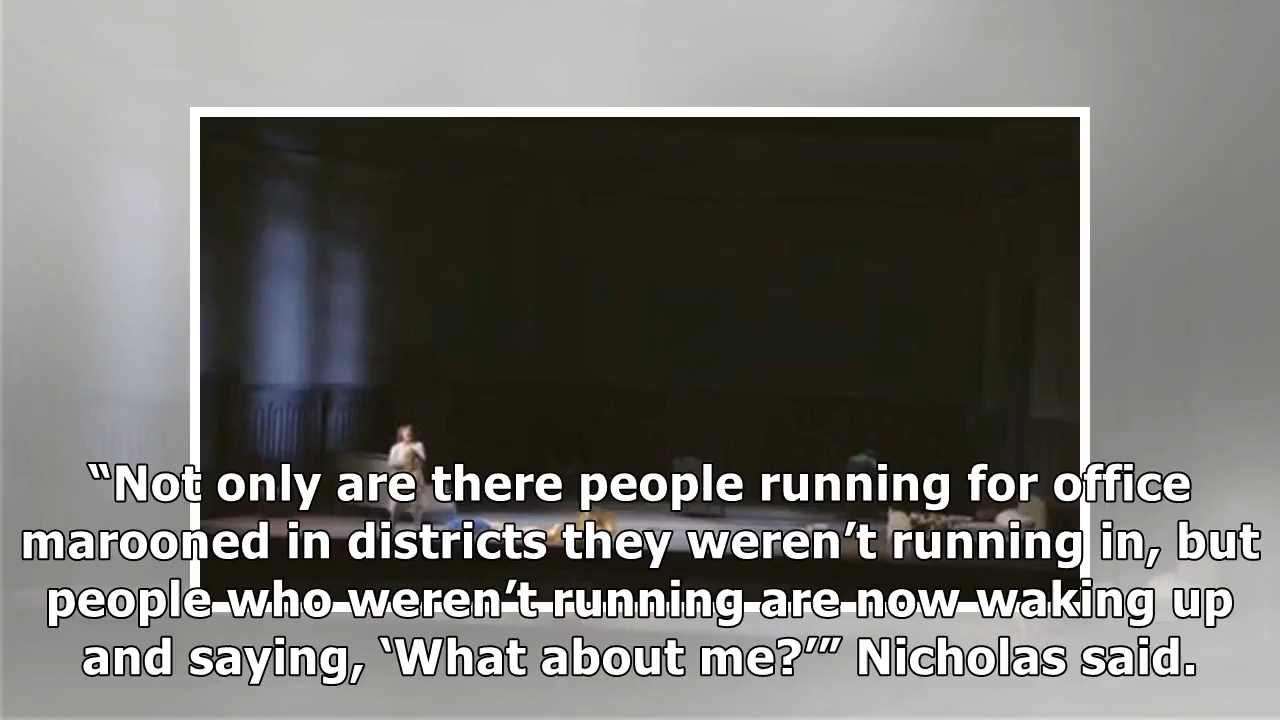 “Not only are there people running for office
marooned in districts they weren’t running in, but
people who weren’t running are now waking up
and saying, ‘What about me?’” Nicholas said.